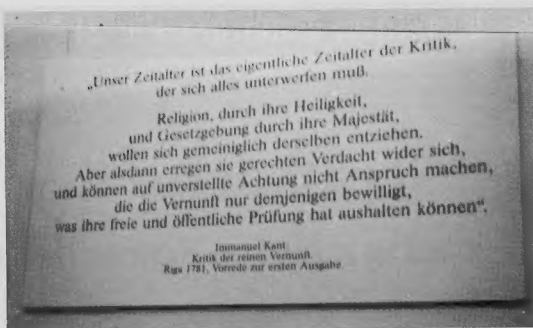 „Unser Zeitalter ist das eigentliche Zeitalter der Kritik,
der sich alles unterwerfen muß.
Religion, durch ihre Heiligkeit,
und Gesetzgebung durch ihre Majestät,
wollen sich gemeiniglich derselben entziehen.
Aber alsdann erregen sie gerechten Verdacht wider sich,
und können auf unverstellte Achtung nicht Anspruch machen,
die die Vernunft nur demjenigen bewilligt,
was ihre freie und öffentliche Prüfung hat aushalten können“.
Immanuel Kant
Kritik der reinen Vernunft.
Riga 1781, Vorrede zur ersten Ausgabe